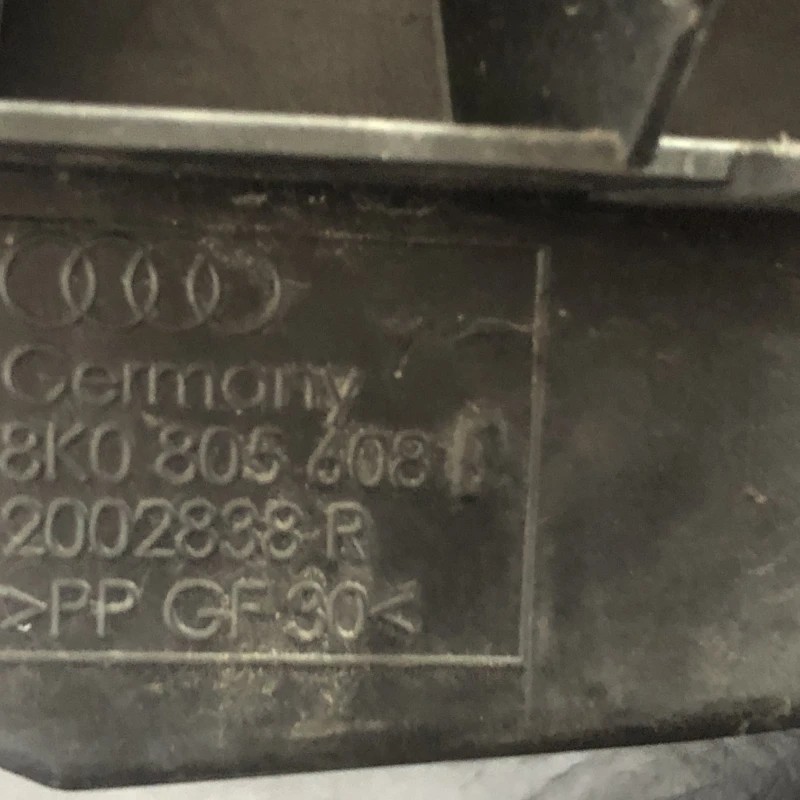 Germany
8K0 805 608
2002838 R
>PP GF 30<